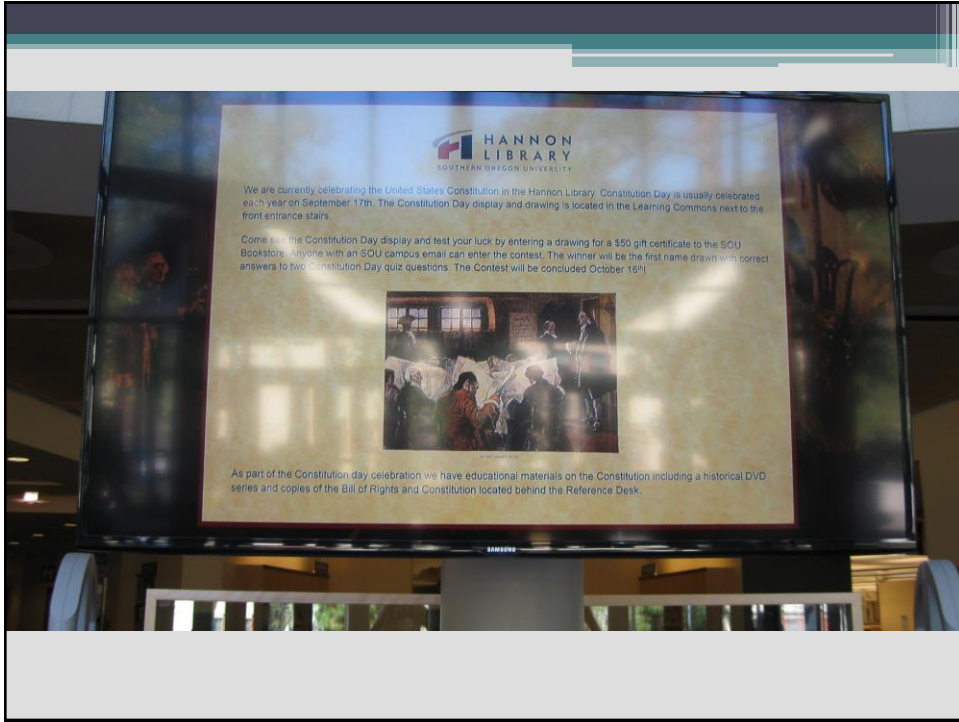 HANNON
LIBRARY
SOUTHERN OREGON UNIVERSITY
We are currently celebrating the United States Constitution in the Hannon Library. Constitution Day is usually celebrated
each year on September 17th. The Constitution Day display and drawing is located in the Learning Commons next to the
front entrance stairs.
Come see the Constitution Day display and test your luck by entering a drawing for a $50 gift certificate to the SOU
Bookstore. Anyone with an SOU campus email can enter the contest. The winner will be the first name drawn with correct
answers to two Constitution Day quiz questions. The Contest will be concluded October 16th!
As part of the Constitution day celebration we have educational materials on the Constitution including a historical DVD
series and copies of the Bill of Rights and Constitution located behind the Reference Desk.
SAMSUNG